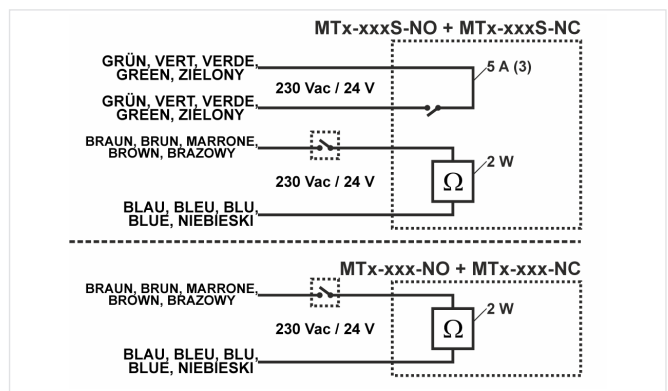 MTx-xxxS-NO + MTx-xxxS-NC
GRÜN, VERT, VERDE,
GREEN, ZIELONY
5 A (3)
230 Vac / 24 V
GRÜN, VERT, VERDE,
GREEN, ZIELONY
BRAUN, BRUN, MARRONE,
BROWN, BRAZOWY
2 W
Ω
230 Vac / 24 V
BLAU, BLEU, BLU,
BLUE, NIEBIESKI
MTx-xxx-NO + MTx-xxx-NC
BRAUN, BRUN, MARRONE,
BROWN, BRAZOWY
2 W
Ω
230 Vac / 24 V
BLAU, BLEU, BLU,
BLUE, NIEBIESKI